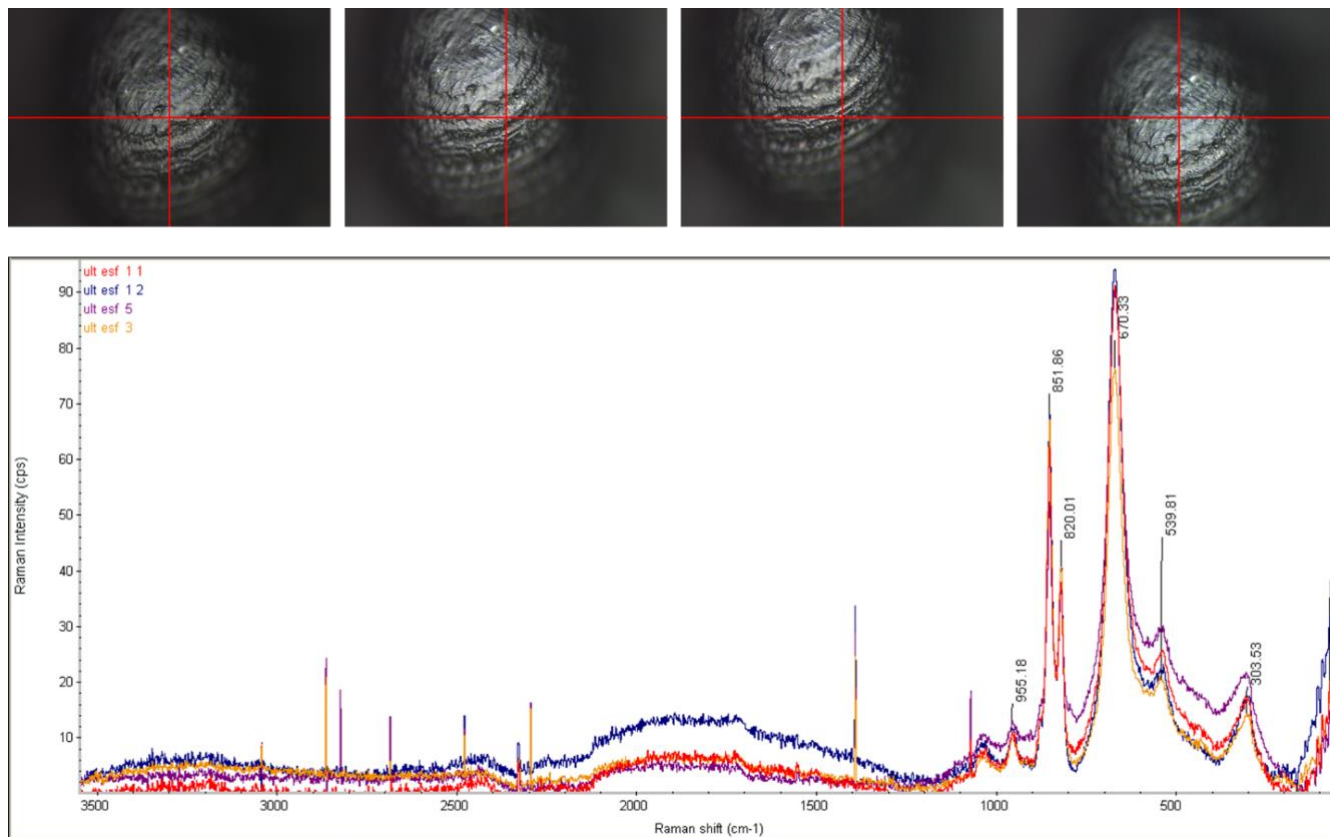 ult esf 1 1
ult esf 1 2
ult esf 5
ult esf 3
90
80
70
60
50
40
30
20
10
Raman Intensity (cps)
955.18
851.86
820.01
670.33
539.81
303.53
3500 3000 2500 2000 1500 1000 500
Raman shift (cm-1)